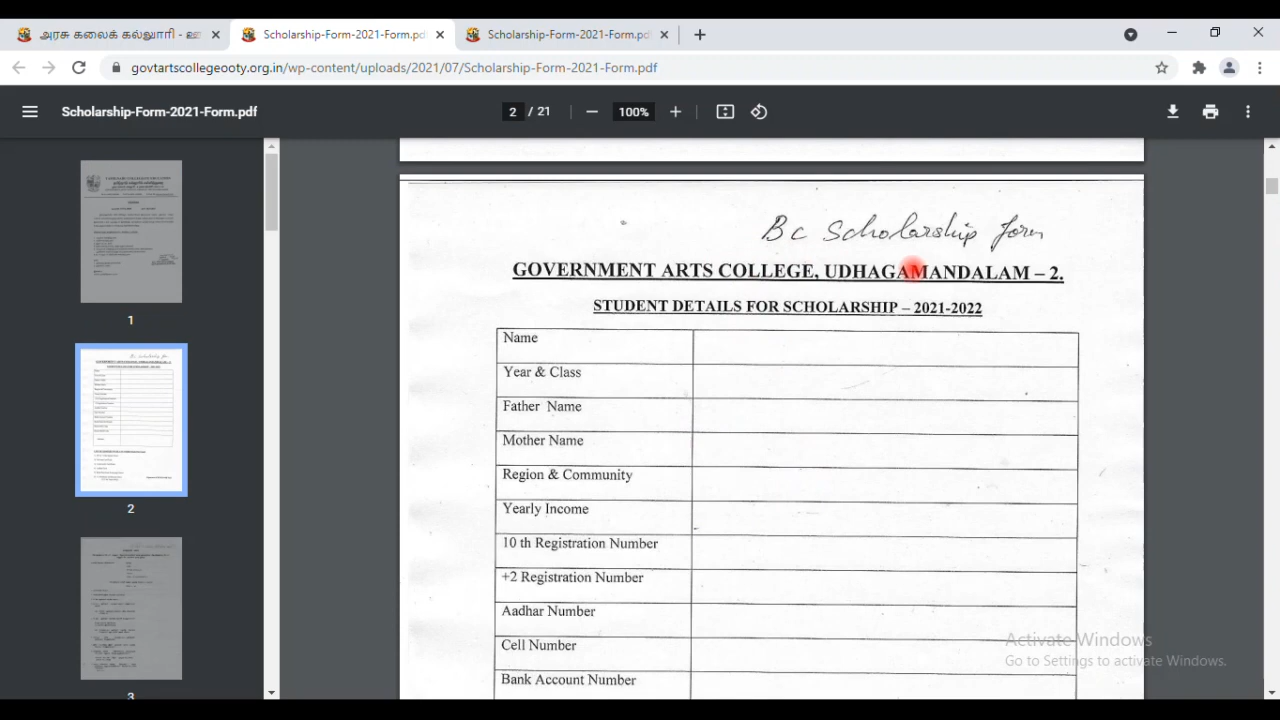 அரசு கலைக் கல்லூரி - ஊ
Scholarship-Form-2021-Form.pdf
Scholarship-Form-2021-Form.pdf
govtartscollegeooty.org.in/wp-content/uploads/2021/07/Scholarship-Form-2021-Form.pdf
Scholarship-Form-2021-Form.pdf
2 / 21
100%
1
2
3
Bc Scholarship form
GOVERNMENT ARTS COLLEGE, UDHAGAMANDALAM – 2.
STUDENT DETAILS FOR SCHOLARSHIP – 2021-2022
Name
Year & Class
Father Name
Mother Name
Region & Community
Yearly Income
10 th Registration Number
+2 Registration Number
Aadhar Number
Cell Number
Bank Account Number
Activate Windows
Go to Settings to activate Windows.